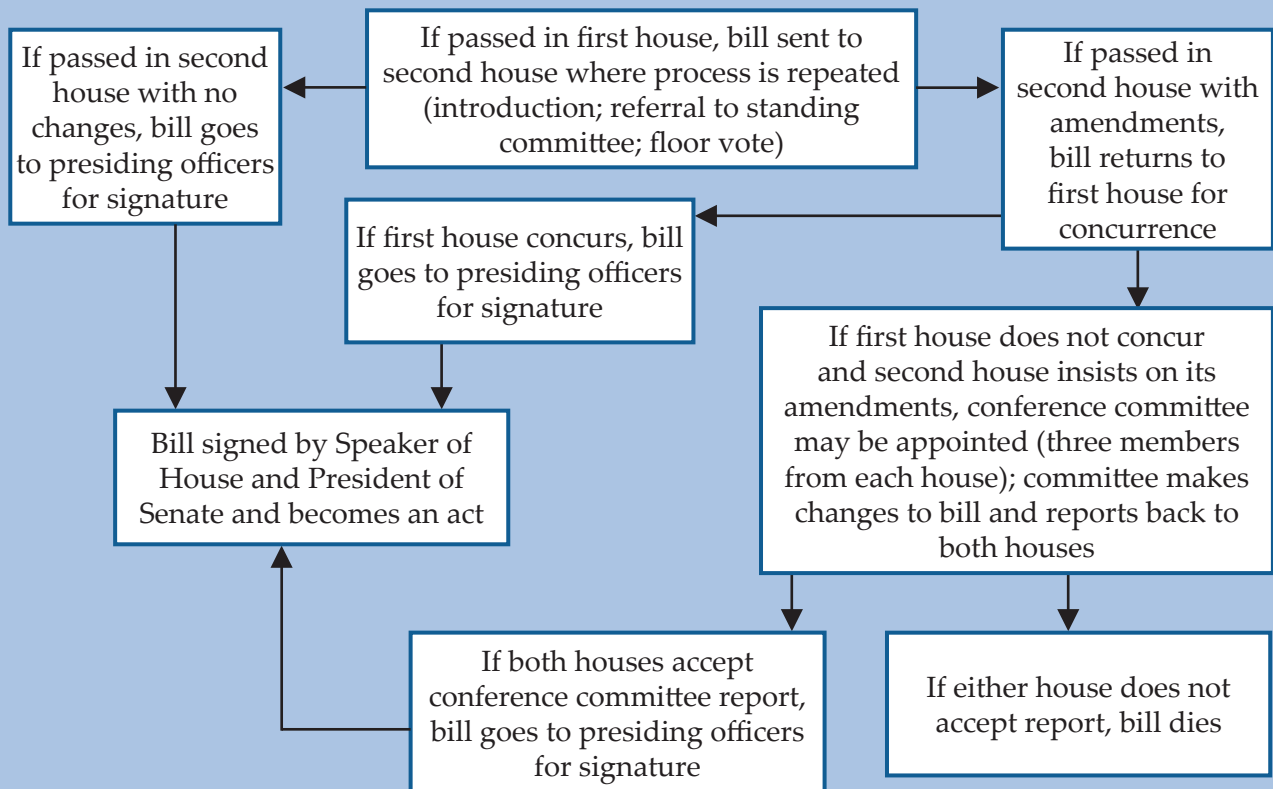 If passed in second
house with no
changes, bill goes
to presiding officers
for signature
If passed in first house, bill sent to
second house where process is repeated
(introduction; referral to standing
committee; floor vote)
If passed in
second house with
amendments,
bill returns to
first house for
concurrence
If first house concurs, bill
goes to presiding officers
for signature
If first house does not concur
and second house insists on its
amendments, conference committee
may be appointed (three members
from each house); committee makes
changes to bill and reports back to
both houses
Bill signed by Speaker of
House and President of
Senate and becomes an act
If both houses accept
conference committee report,
bill goes to presiding officers
for signature
If either house does not
accept report, bill dies